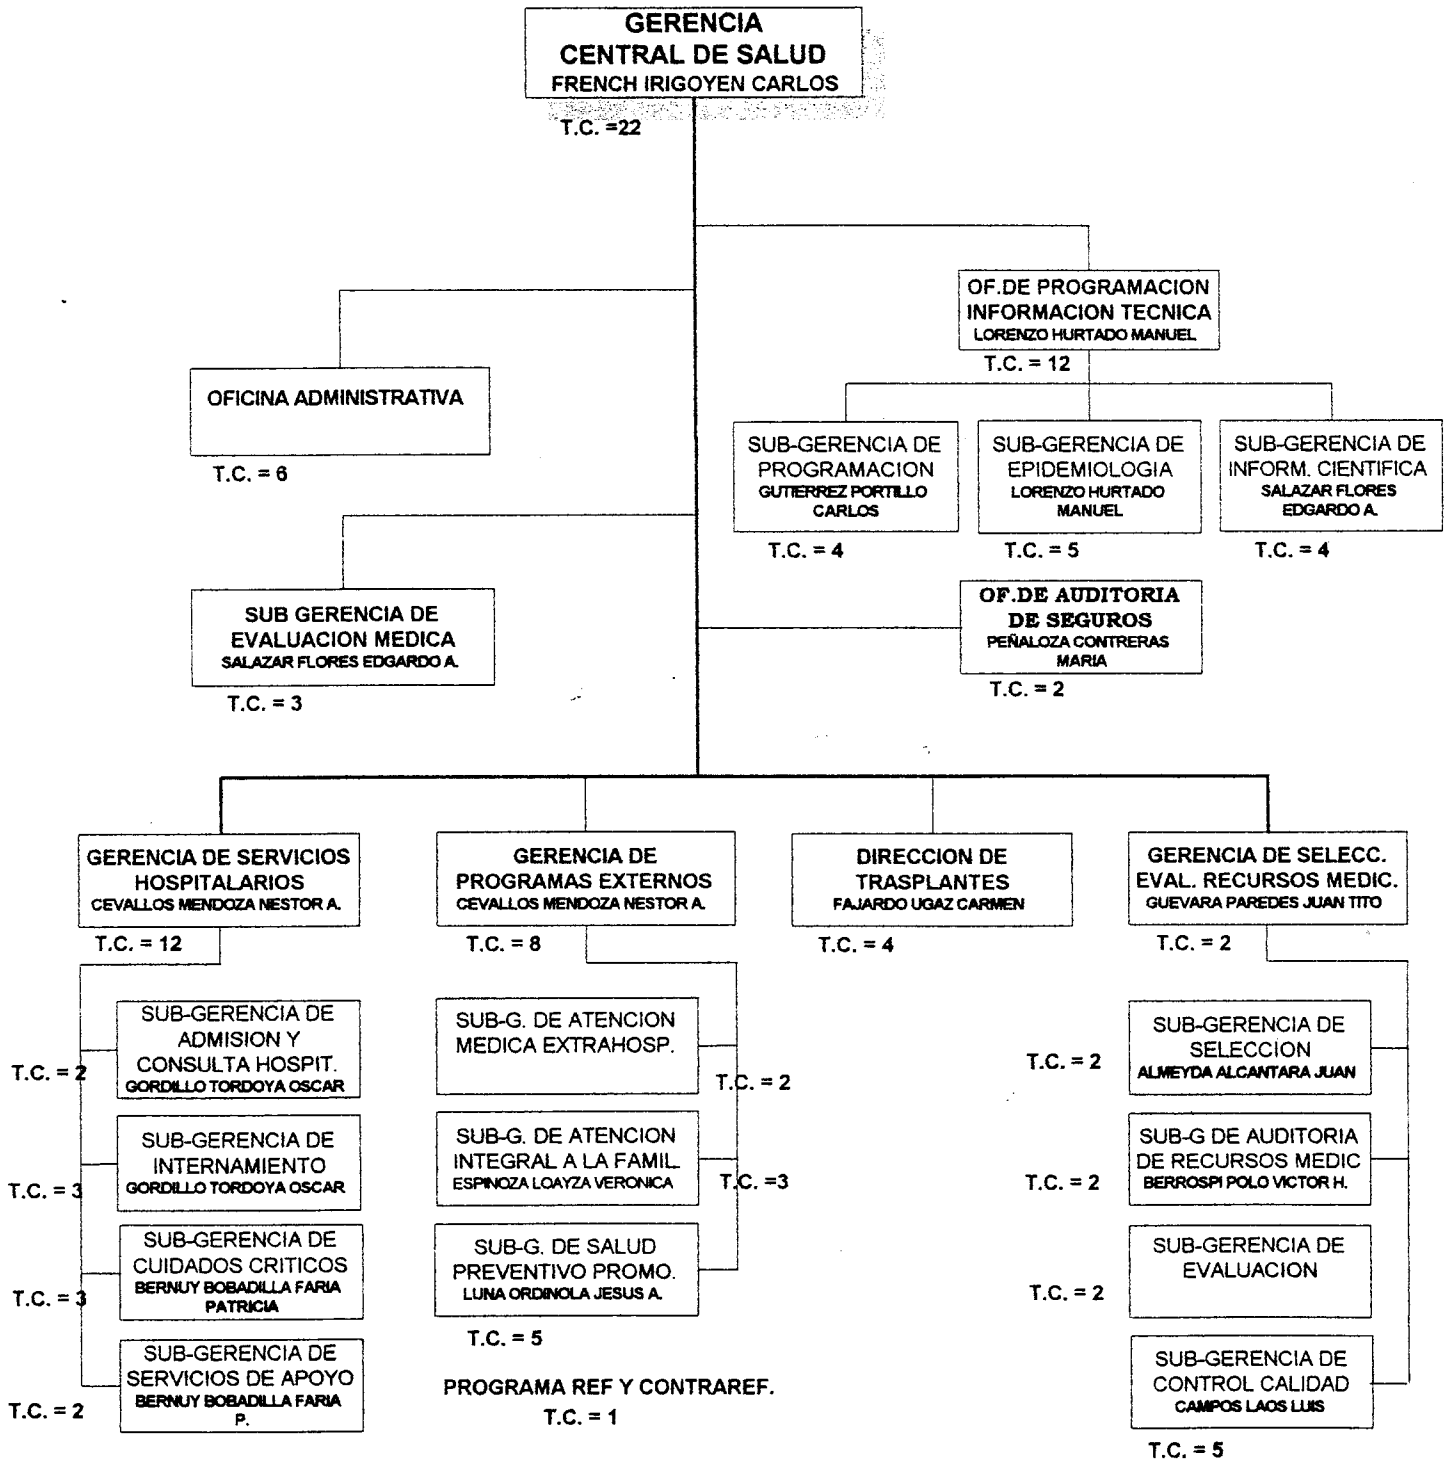 GERENCIA
CENTRAL DE SALUD
FRENCH IRIGOYEN CARLOS
T.C. =22
OF.DE PROGRAMACION
INFORMACION TECNICA
LORENZO HURTADO MANUEL
T.C. = 12
OFICINA ADMINISTRATIVA
T.C. = 6
SUB-GERENCIA DE
PROGRAMACION
GUTIERREZ PORTILLO
CARLOS
T.C. = 4
SUB-GERENCIA DE
EPIDEMIOLOGIA
LORENZO HURTADO
MANUEL
T.C. = 5
SUB-GERENCIA DE
INFORM. CIENTIFICA
SALAZAR FLORES
EDGARDO A.
T.C. = 4
SUB GERENCIA DE
EVALUACION MEDICA
SALAZAR FLORES EDGARDO A.
T.C. = 3
OF.DE AUDITORIA
DE SEGUROS
PEÑALOZA CONTRERAS
MARIA
T.C. = 2
GERENCIA DE SERVICIOS
HOSPITALARIOS
CEVALLOS MENDOZA NESTOR A.
T.C. = 12
GERENCIA DE
PROGRAMAS EXTERNOS
CEVALLOS MENDOZA NESTOR A.
T.C. = 8
DIRECCION DE
TRASPLANTES
FAJARDO UGAZ CARMEN
T.C. = 4
GERENCIA DE SELECC.
EVAL. RECURSOS MEDIC.
GUEVARA PAREDES JUAN TITO
T.C. = 2
SUB-GERENCIA DE
ADMISION Y
CONSULTA HOSPIT.
GORDILLO TORDOYA OSCAR
T.C. = 2
SUB-GERENCIA DE
INTERNAMIENTO
GORDILLO TORDOYA OSCAR
T.C. = 3
SUB-GERENCIA DE
CUIDADOS CRITICOS
BERNUY BOBADILLA FARIA
PATRICIA
T.C. = 3
SUB-GERENCIA DE
SERVICIOS DE APOYO
BERNUY BOBADILLA FARIA
P.
T.C. = 2
SUB-G. DE ATENCION
MEDICA EXTRAHOSP.
T.C. = 2
SUB-G. DE ATENCION
INTEGRAL A LA FAMIL.
ESPINOZA LOAYZA VERONICA
T.C. =3
SUB-G. DE SALUD
PREVENTIVO PROMO.
LUNA ORDINOLA JESUS A.
T.C. = 5
PROGRAMA REF Y CONTRAREF.
T.C. = 1
SUB-GERENCIA DE
SELECCION
ALMEYDA ALCANTARA JUAN
T.C. = 2
SUB-G DE AUDITORIA
DE RECURSOS MEDIC
BERROSPI POLO VICTOR H.
T.C. = 2
SUB-GERENCIA DE
EVALUACION
T.C. = 2
SUB-GERENCIA DE
CONTROL CALIDAD
CAMPOS LAOS LUIS
T.C. = 5